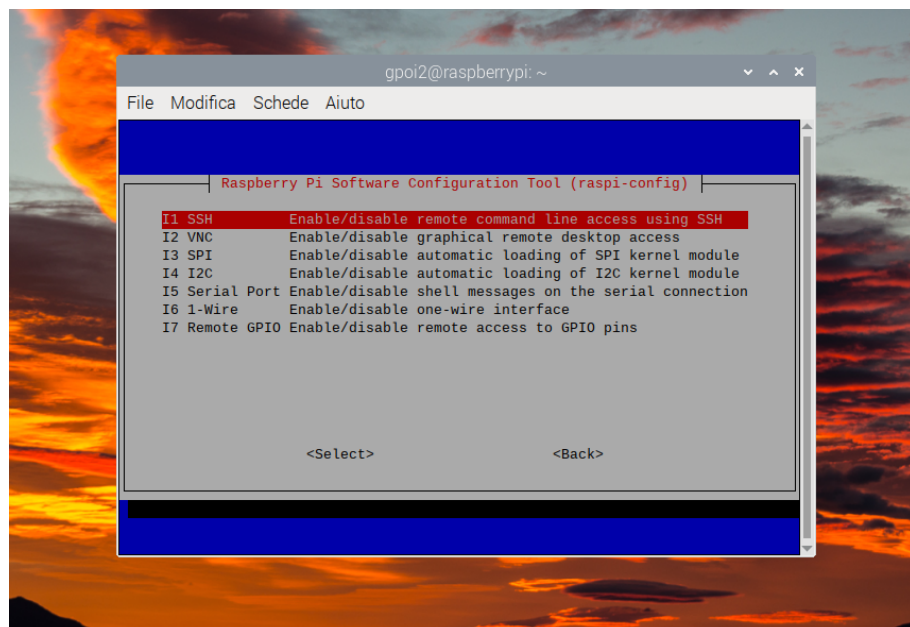 gpoi2@raspberrypi: ~
File Modifica Schede Aiuto
Raspberry Pi Software Configuration Tool (raspi-config)
I1 SSH Enable/disable remote command line access using SSH
I2 VNC Enable/disable graphical remote desktop access
I3 SPI Enable/disable automatic loading of SPI kernel module
I4 I2C Enable/disable automatic loading of I2C kernel module
I5 Serial Port Enable/disable shell messages on the serial connection
I6 1-Wire Enable/disable one-wire interface
I7 Remote GPIO Enable/disable remote access to GPIO pins
<Select> <Back>